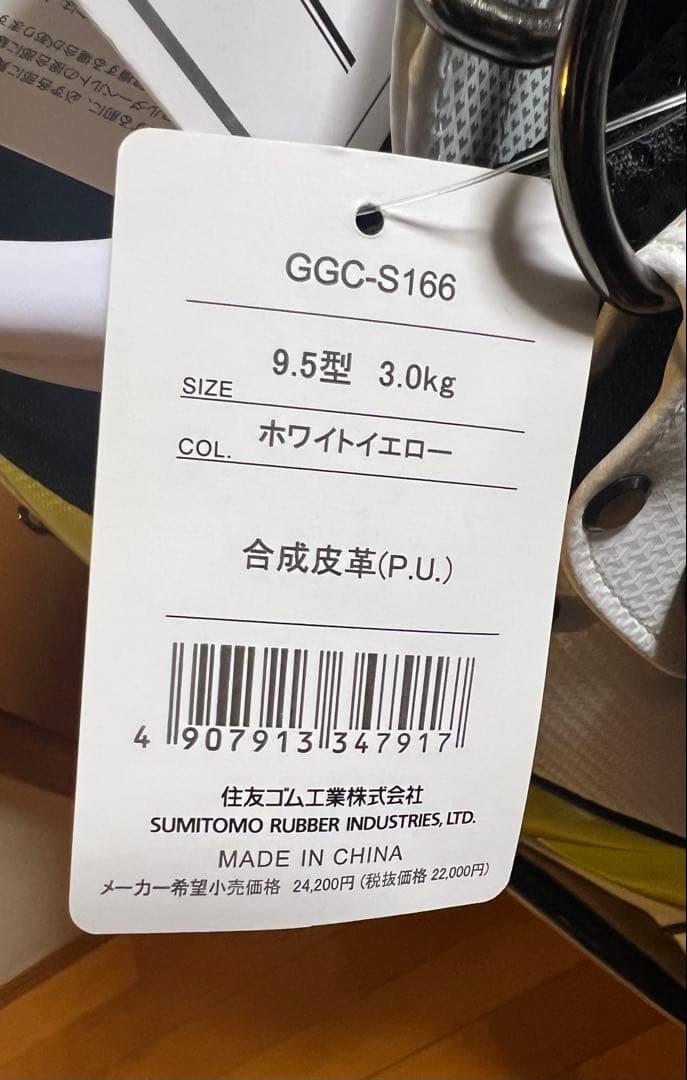 GGC-S166
SIZE 9.5型 3.0kg
COL. ホワイトイエロー
合成皮革(P.U.)
4 907913 347917
住友ゴム工業株式会社
SUMITOMO RUBBER INDUSTRIES, LTD.
MADE IN CHINA
メーカー希望小売価格 24,200円 (税抜価格 22,000円)